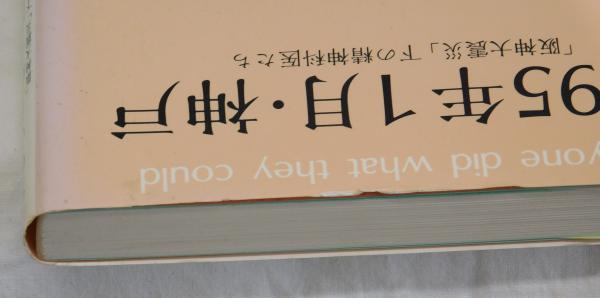 yone did what they could
95年1月・神戸
「阪神大震災」下の精神科医たち